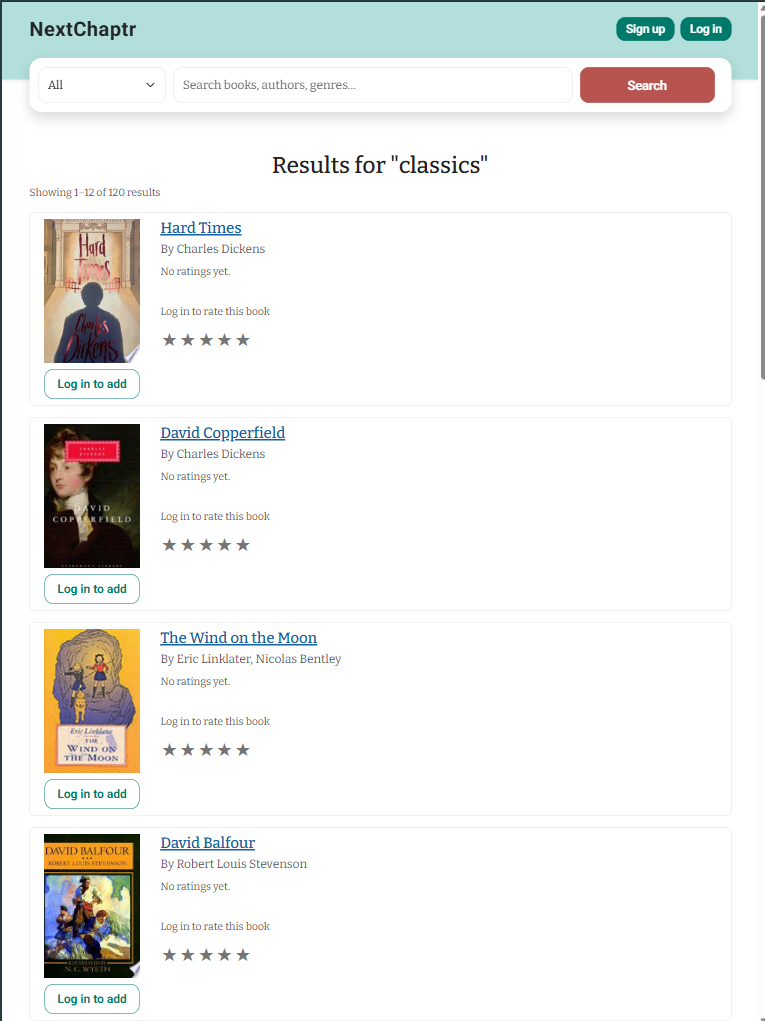 NextChaptr
Sign up
Log in
All
Search books, authors, genres...
Search
Results for "classics"
Showing 1–12 of 120 results
Hard
Times
Charles
Dickens
Hard Times
By Charles Dickens
No ratings yet.
Log in to rate this book
★★★★★
Log in to add
CHARLES
DICKENS
DAVID
COPPERFIELD
David Copperfield
By Charles Dickens
No ratings yet.
Log in to rate this book
★★★★★
Log in to add
Eric Linklater
THE
WIND ON
THE MOON
The Wind on the Moon
By Eric Linklater, Nicolas Bentley
No ratings yet.
Log in to rate this book
★★★★★
Log in to add
DAVID BALFOUR
ROBERT LOUIS STEVENSON
N. C. WYETH
David Balfour
By Robert Louis Stevenson
No ratings yet.
Log in to rate this book
★★★★★
Log in to add